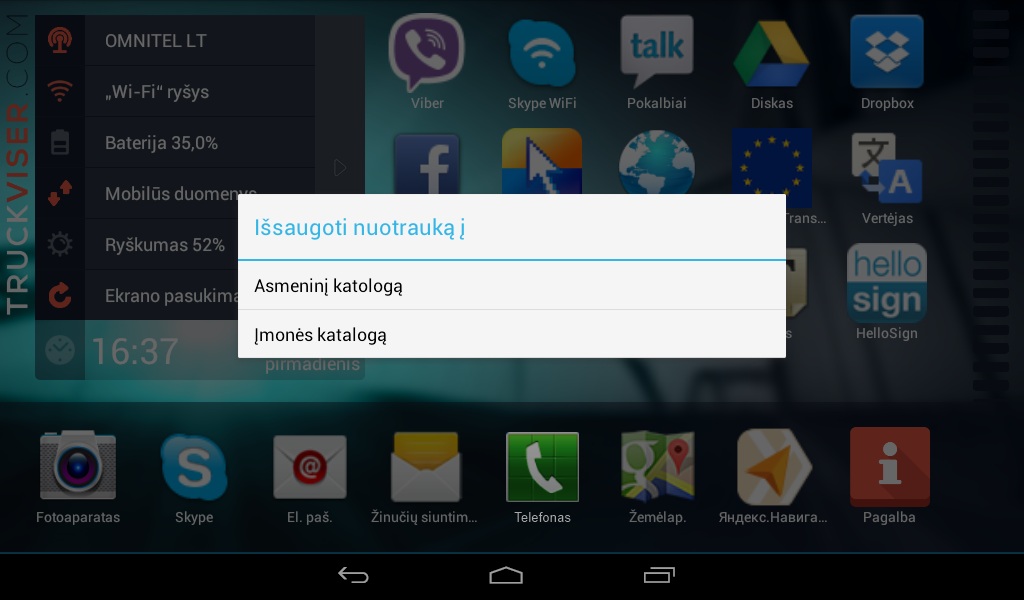 TRUCKVISER.COM
OMNITEL LT
„Wi-Fi“ ryšys
Baterija 35,0%
Mobilūs duomenys
Ryškumas 52%
Ekrano pasukima
16:37
pirmadienis
talk
Viber
Skype WiFi
Pokalbiai
Diskas
Dropbox
f
文
A
Trans...
Vertėjas
Išsaugoti nuotrauką į
Asmeninį katologą
Įmonės katalogą
hello
sign
s
HelloSign
S
@
g
i
Fotoaparatas
Skype
El. paš.
Žinučių siuntim...
Telefonas
Žemėlap.
Яндекс.Навига...
Pagalba